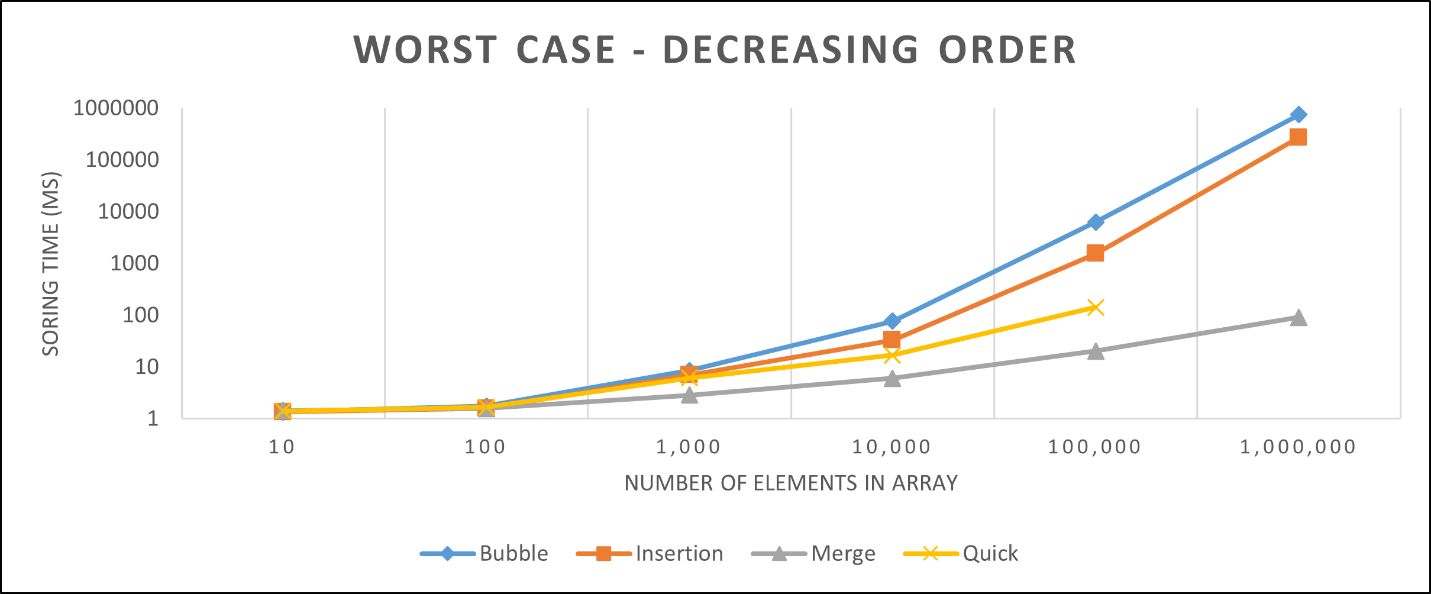 WORST CASE - DECREASING ORDER
1000000
100000
10000
1000
100
10
1
SORING TIME (MS)
10 100 1,000 10,000 100,000 1,000,000
NUMBER OF ELEMENTS IN ARRAY
Bubble Insertion Merge Quick